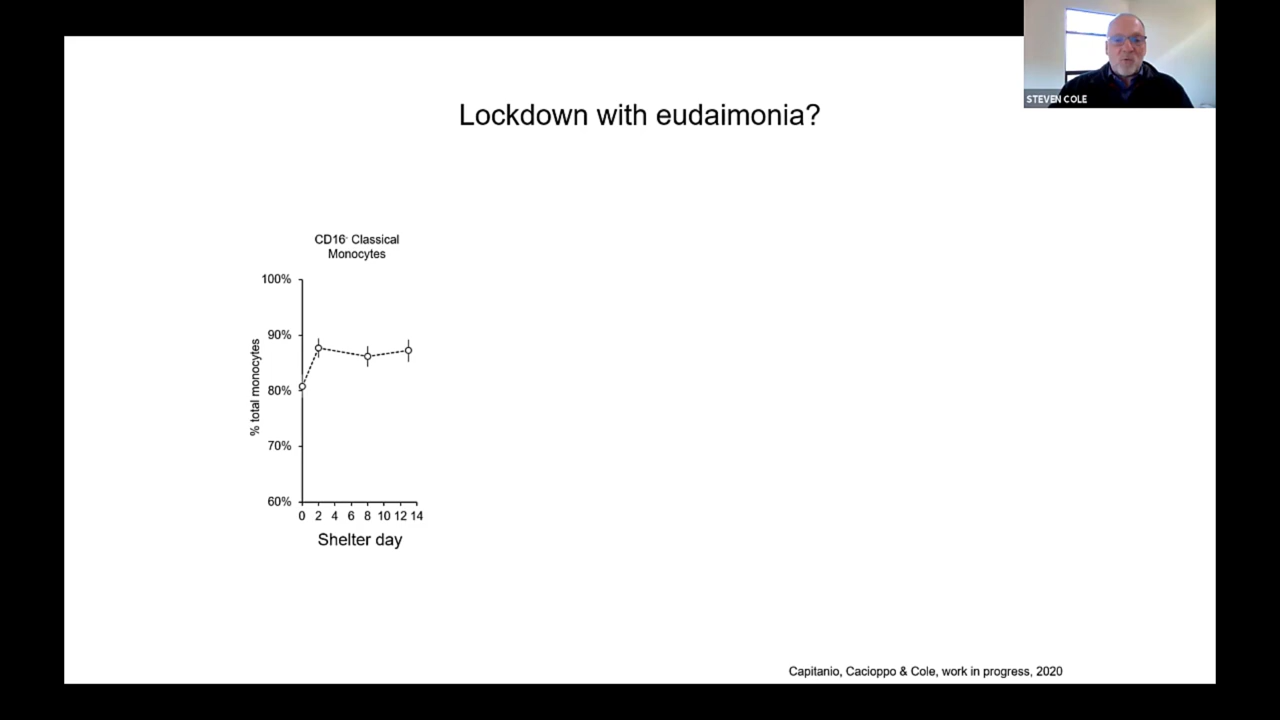 STEVEN COLE
Lockdown with eudaimonia?
CD16⁻ Classical
Monocytes
100%
90%
80%
70%
60%
% total monocytes
0 2 4 6 8 10 12 14
Shelter day
Capitanio, Cacioppo & Cole, work in progress, 2020